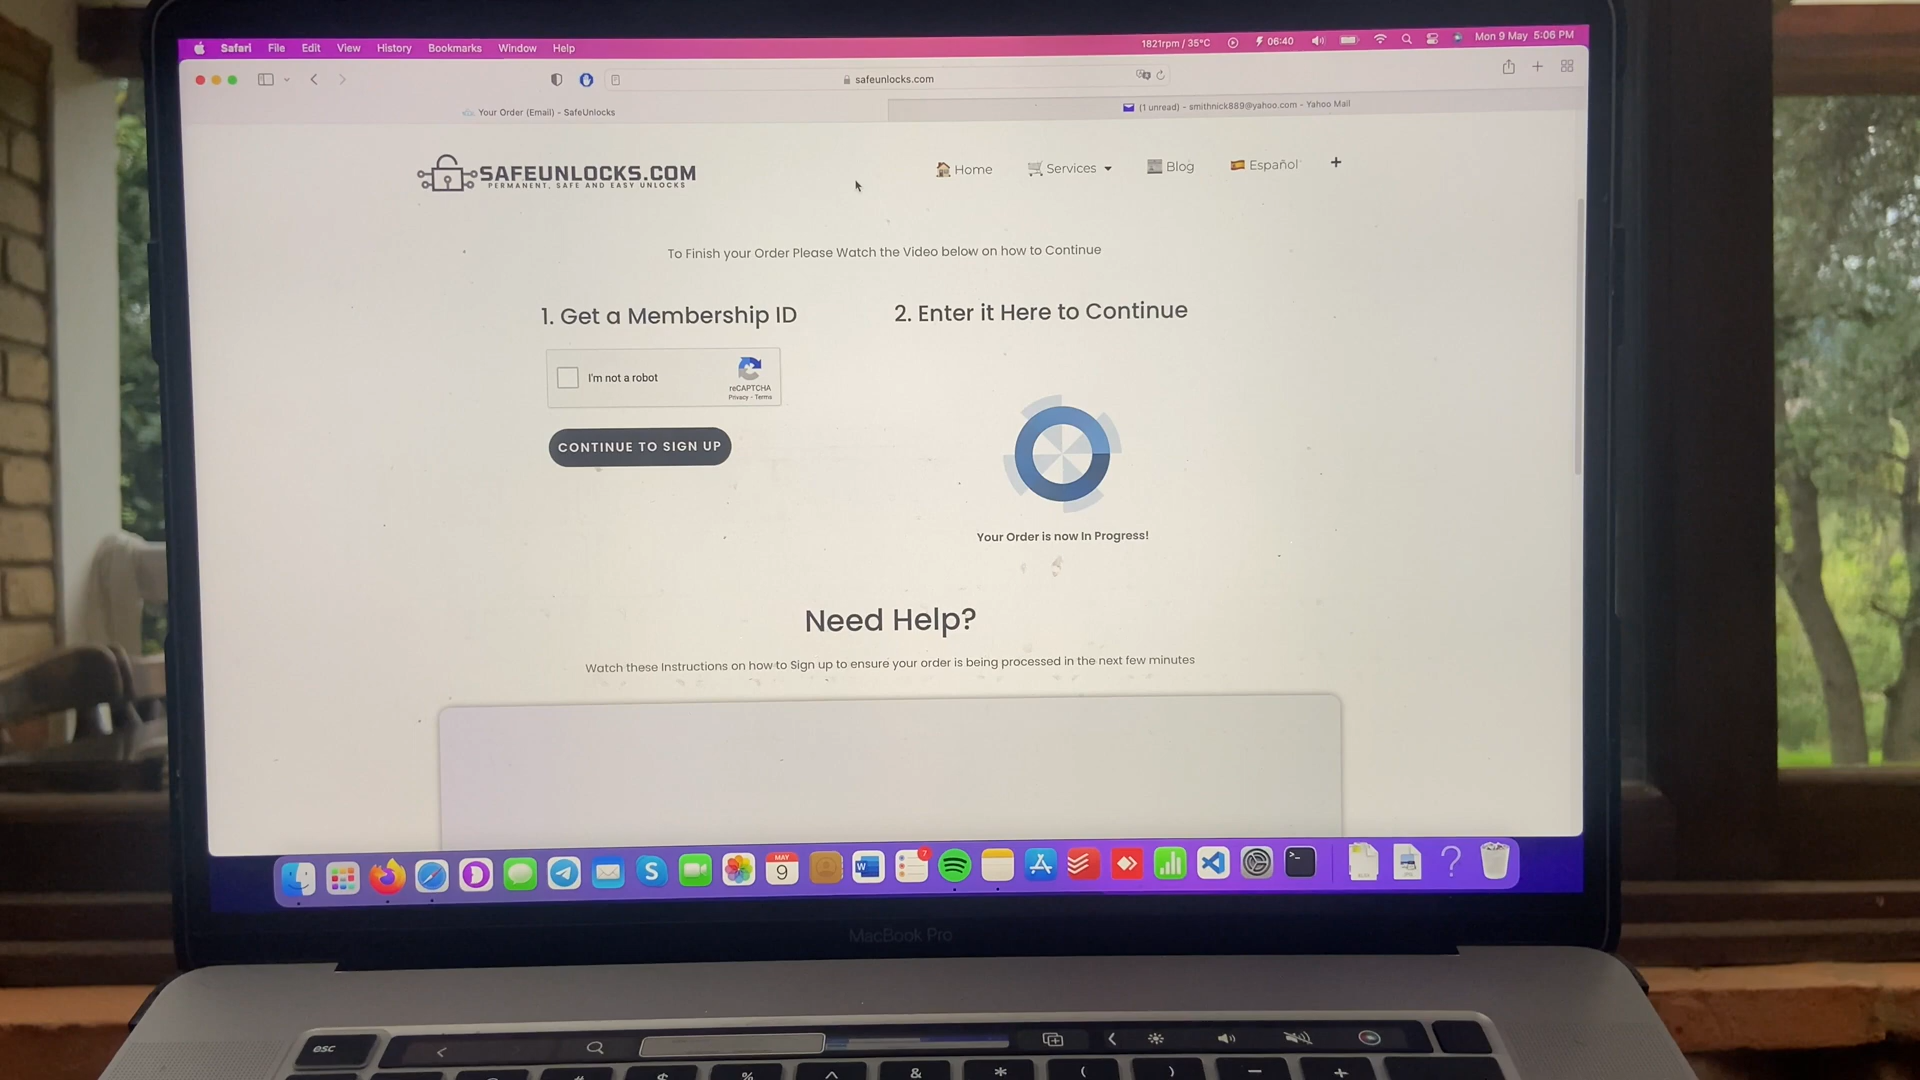 Safari File Edit View History Bookmarks Window Help
1821rpm / 35°C 06:40 Mon 9 May 5:06 PM
safeunlocks.com
Your Order (Email) - SafeUnlocks
(1 unread) - smithnick889@yahoo.com - Yahoo Mail
SAFEUNLOCKS.COM
PERMANENT, SAFE AND EASY UNLOCKS
Home Services Blog Español +
To Finish your Order Please Watch the Video below on how to Continue
1. Get a Membership ID
2. Enter it Here to Continue
I'm not a robot
reCAPTCHA
Privacy - Terms
CONTINUE TO SIGN UP
Your Order is now In Progress!
Need Help?
Watch these Instructions on how to Sign up to ensure your order is being processed in the next few minutes
MAY
9
W
7
MacBook Pro
esc
% ^ & * ( ) — +